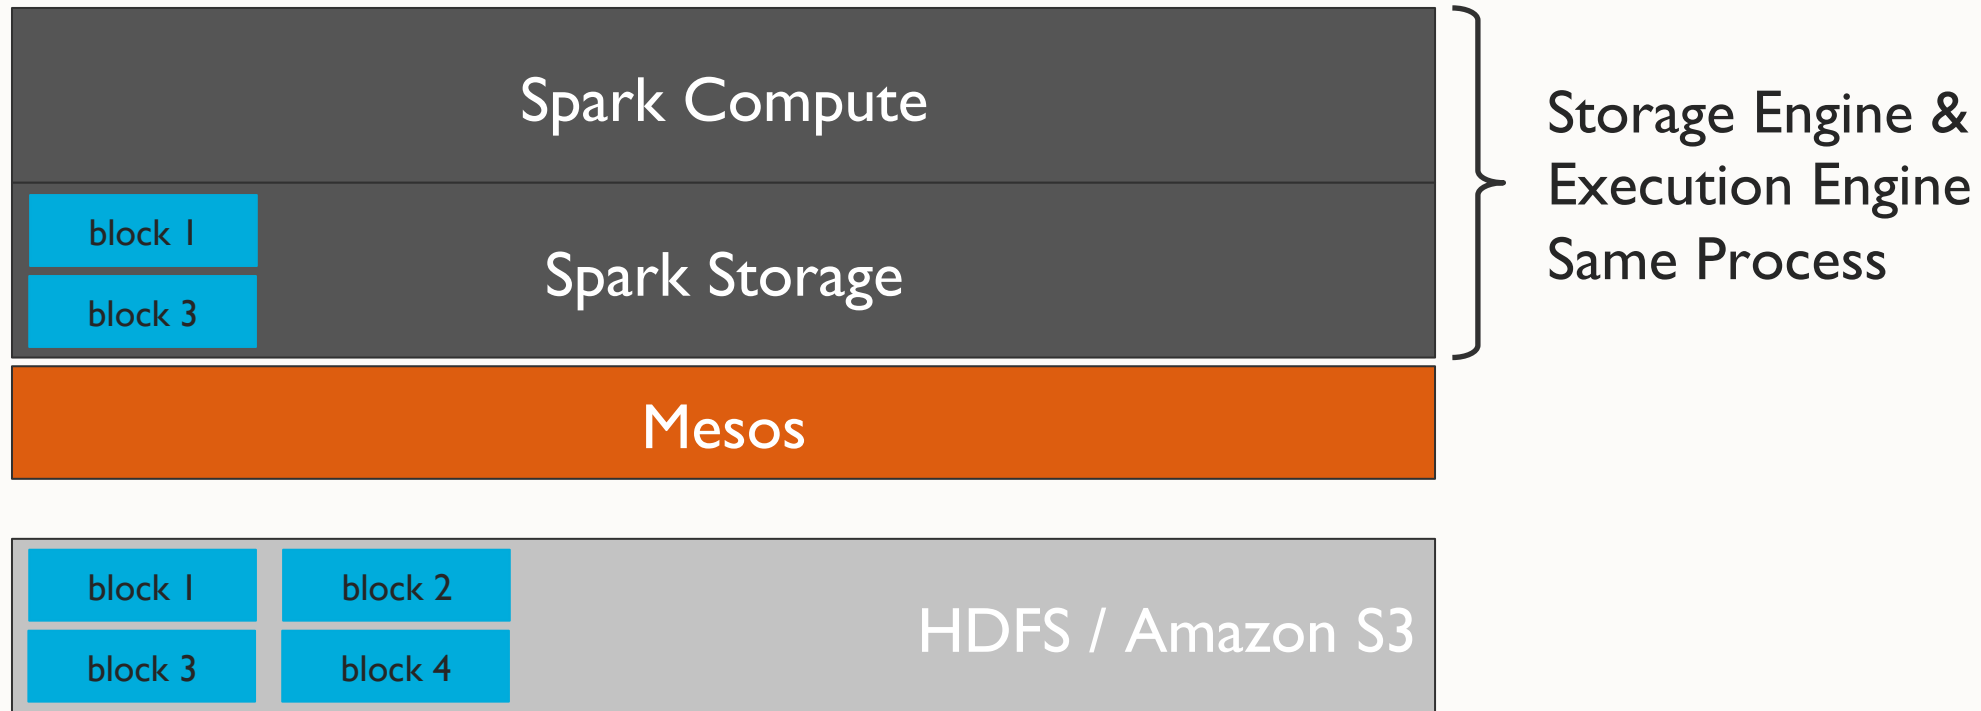 Spark Compute
Storage Engine &
Execution Engine
Same Process
block 1
Spark Storage
block 3
Mesos
block 1
block 2
HDFS / Amazon S3
block 3
block 4